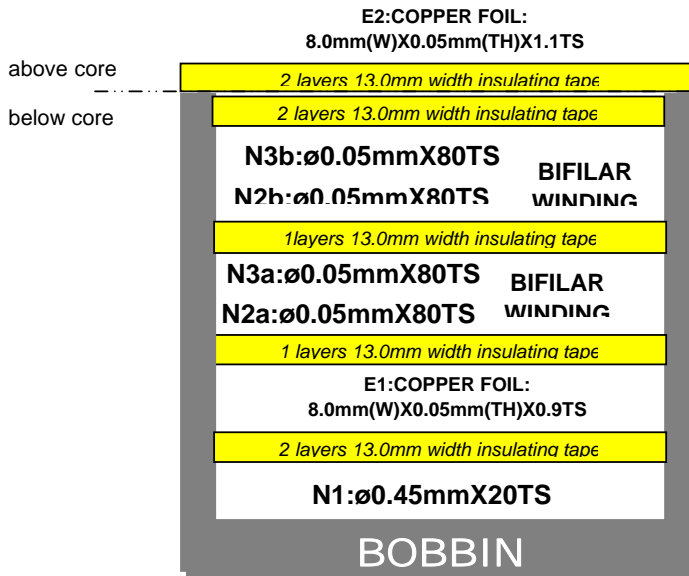 E2:COPPER FOIL:
8.0mm(W)X0.05mm(TH)X1.1TS
above core
2 layers 13.0mm width insulating tape
below core
2 layers 13.0mm width insulating tape
N3b:ø0.05mmX80TS
BIFILAR
N2b:ø0.05mmX80TS
WINDING
1layers 13.0mm width insulating tape
N3a:ø0.05mmX80TS
BIFILAR
N2a:ø0.05mmX80TS
WINDING
1 layers 13.0mm width insulating tape
E1:COPPER FOIL:
8.0mm(W)X0.05mm(TH)X0.9TS
2 layers 13.0mm width insulating tape
N1:ø0.45mmX20TS
BOBBIN